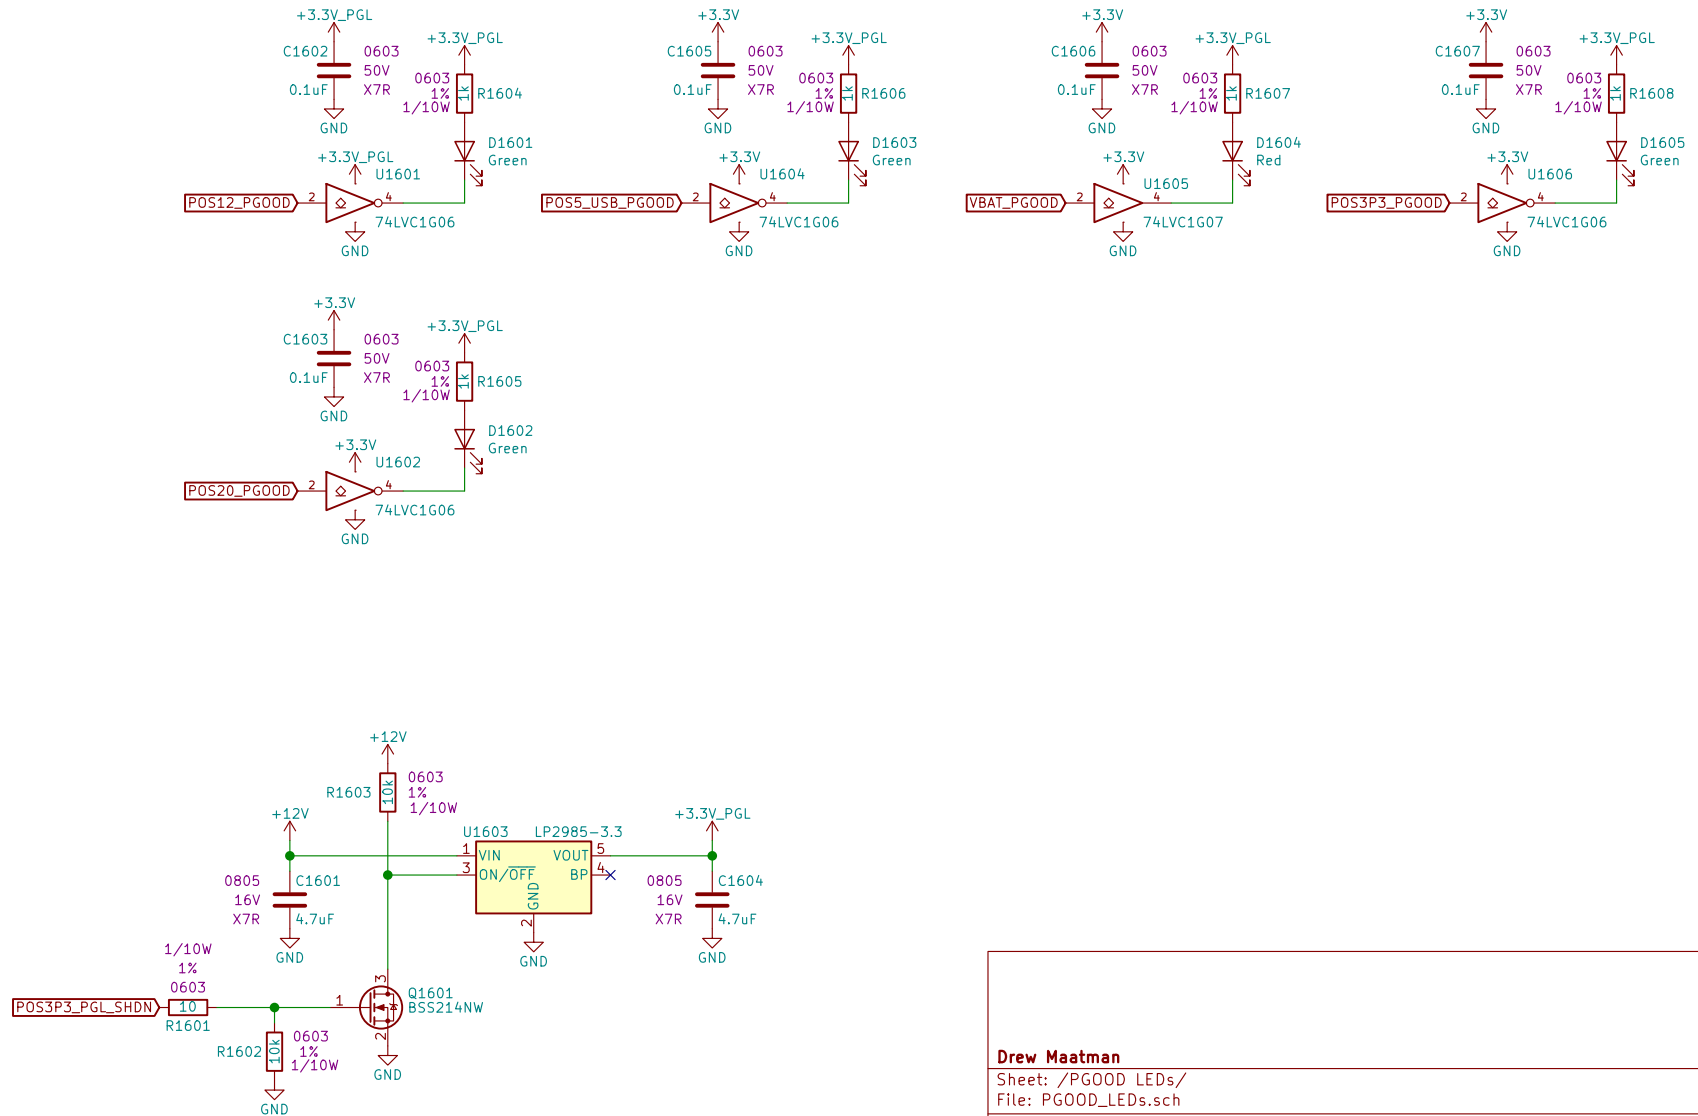 +3.3V_PGL
C1602
0603
50V
X7R
0.1uF
GND
+3.3V_PGL
0603
1%
1/10W
1k
R1604
D1601
Green
+3.3V_PGL
U1601
POS12_PGOOD
2
4
74LVC1G06
GND
+3.3V
C1605
0603
50V
X7R
0.1uF
GND
+3.3V_PGL
0603
1%
1/10W
1k
R1606
D1603
Green
+3.3V
U1604
POS5_USB_PGOOD
2
4
74LVC1G06
GND
+3.3V
C1606
0603
50V
X7R
0.1uF
GND
+3.3V_PGL
0603
1%
1/10W
1k
R1607
D1604
Red
+3.3V
U1605
VBAT_PGOOD
2
4
74LVC1G07
GND
+3.3V
C1607
0603
50V
X7R
0.1uF
GND
+3.3V_PGL
0603
1%
1/10W
1k
R1608
D1605
Green
+3.3V
U1606
POS3P3_PGOOD
2
4
74LVC1G06
GND
+3.3V
C1603
0603
50V
X7R
0.1uF
GND
+3.3V_PGL
0603
1%
1/10W
1k
R1605
D1602
Green
+3.3V
U1602
POS20_PGOOD
2
4
74LVC1G06
GND
+12V
R1603
10k
0603
1%
1/10W
+12V
0805
16V
X7R
C1601
4.7uF
GND
U1603
LP2985-3.3
1
VIN
3
ON/OFF
VOUT
5
BP
4
GND
2
GND
+3.3V_PGL
0805
16V
X7R
C1604
4.7uF
GND
1/10W
1%
0603
POS3P3_PGL_SHDN
10
R1601
1
3
2
Q1601
BSS214NW
GND
R1602
10k
0603
1%
1/10W
GND
Drew Maatman
Sheet: /PGOOD LEDs/
File: PGOOD_LEDs.sch